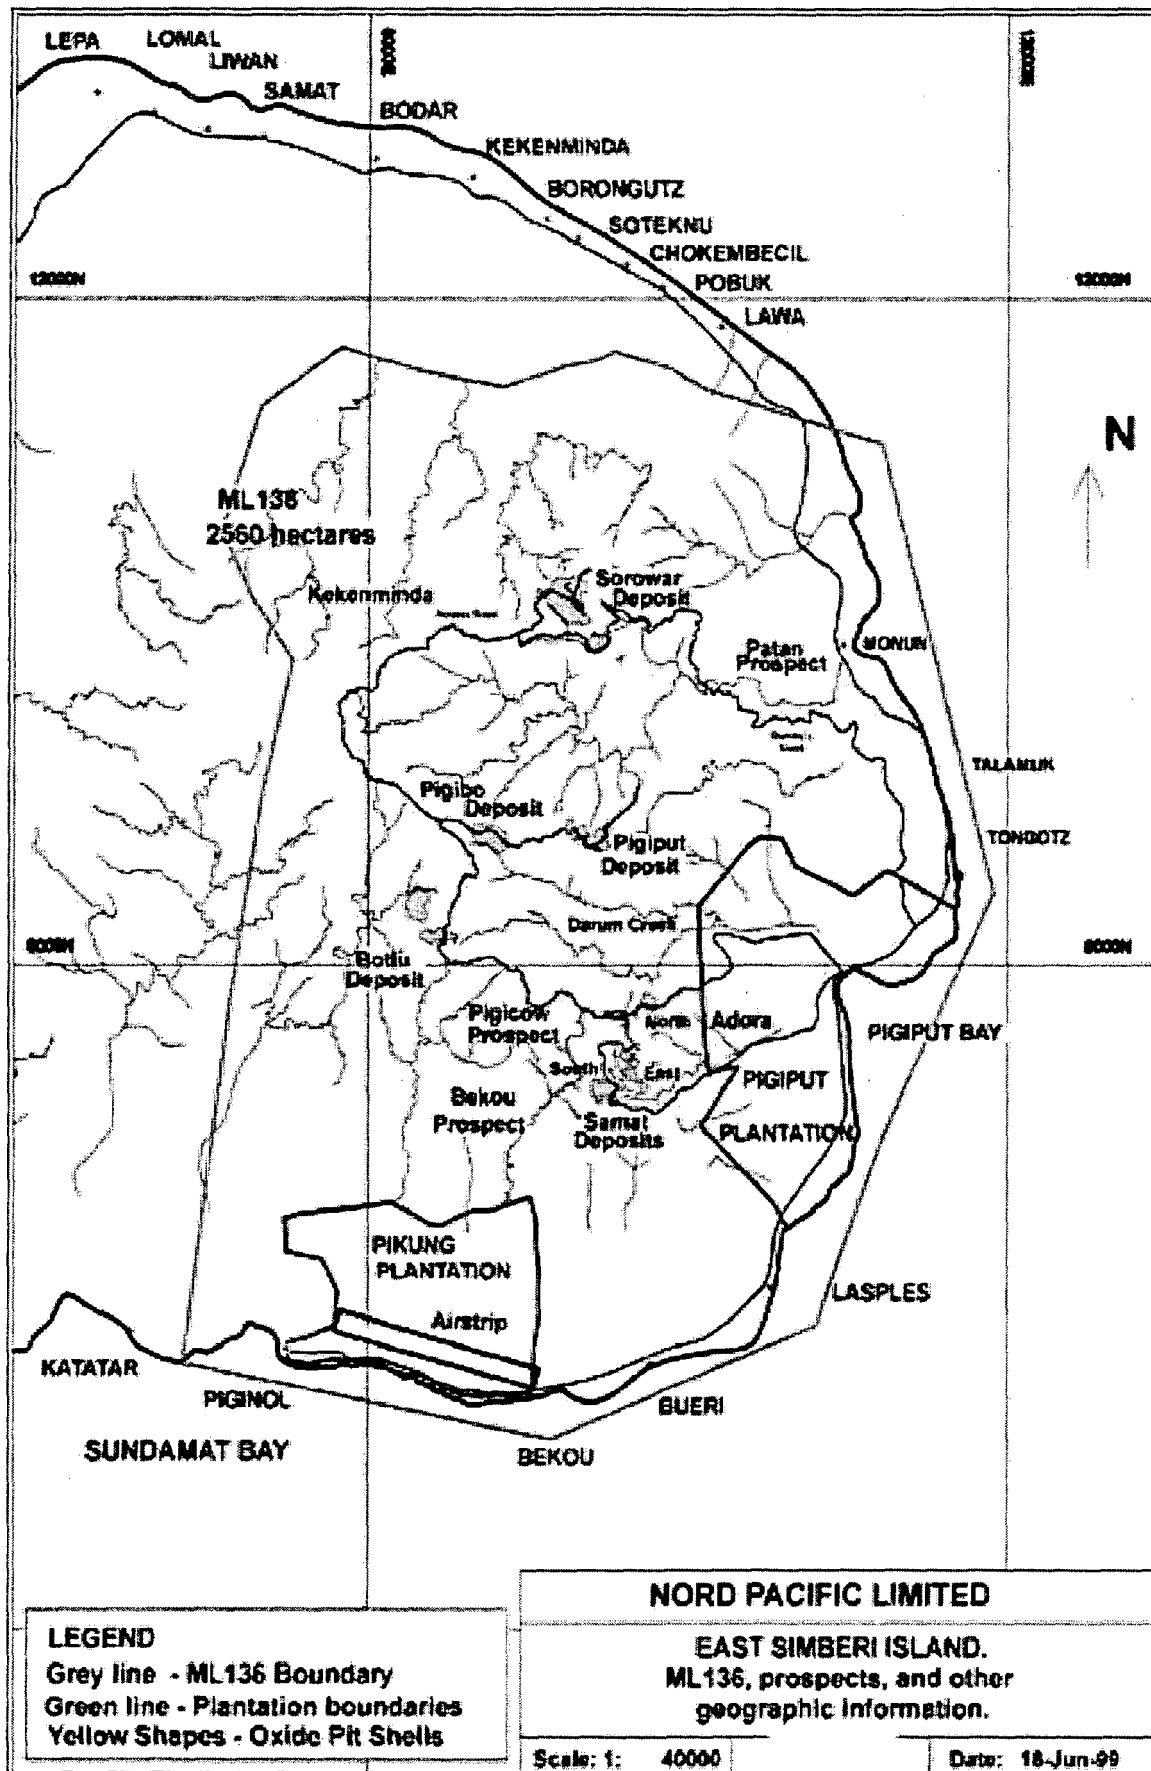 LEPA
LOMAL
LIWAN
SAMAT
BODAR
KEKENMINDA
BORONGUTZ
SOTEKNU
CHOKEMBECIL
POBUK
LAWA
12000N
12000N
N
ML136
2560 hectares
Kekenminda
Sorowar
Deposit
Patan
Prospect
MONUN
TALAMUK
TONGOTZ
Pigibo
Deposit
Pigiput
Deposit
Darum Creek
Botlu
Deposit
Pigicow
Prospect
North
Adora
PIGIPUT BAY
South
East
PIGIPUT
PLANTATION
Bekou
Prospect
Samat
Deposits
PIKUNG
PLANTATION
Airstrip
LASPLES
KATATAR
PIGINOL
BUERI
SUNDAMAT BAY
BEKOU
LEGEND
Grey line - ML136 Boundary
Green line - Plantation boundaries
Yellow Shapes - Oxide Pit Shells
NORD PACIFIC LIMITED
EAST SIMBERI ISLAND.
ML136, prospects, and other
geographic information.
Scale: 1: 40000
Date: 18-Jun-99